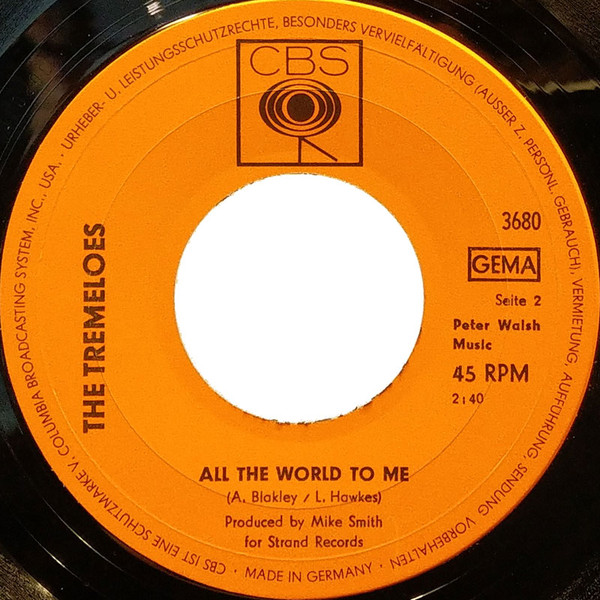 CBS
3680
GEMA
Seite 2
Peter Walsh
Music
45 RPM
2:40
THE TREMELOES
ALL THE WORLD TO ME
(A. Blakley / L. Hawkes)
Produced by Mike Smith
for Strand Records
CBS IST EINE SCHUTZMARKE V. COLUMBIA BROADCASTING SYSTEM, INC., USA. · URHEBER- U. LEISTUNGSSCHUTZRECHTE, BESONDERS VERVIELFÄLTIGUNG (AUSSER Z. PERSÖNL. GEBRAUCH), VERMIETUNG, AUFFÜHRUNG, SENDUNG VORBEHALTEN · MADE IN GERMANY ·